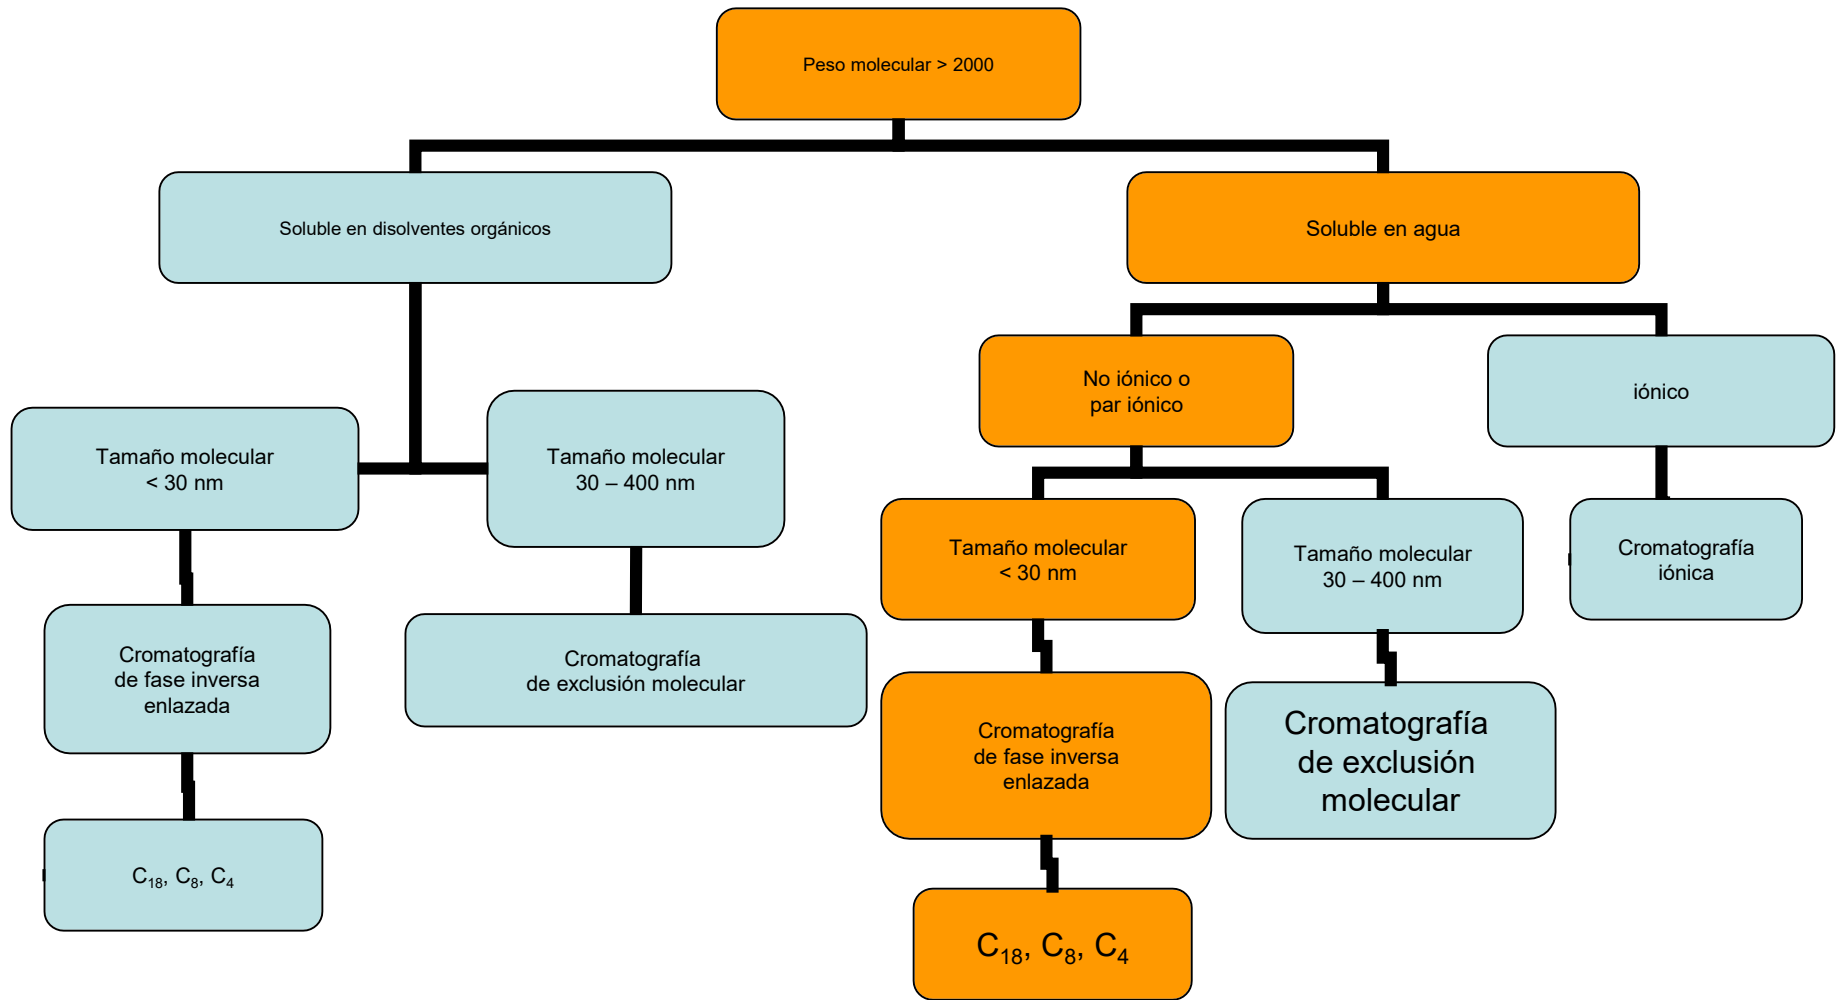 Peso molecular > 2000
Soluble en disolventes orgánicos
Soluble en agua
No iónico o
par iónico
iónico
Tamaño molecular
< 30 nm
Tamaño molecular
30 – 400 nm
Tamaño molecular
< 30 nm
Tamaño molecular
30 – 400 nm
Cromatografía
iónica
Cromatografía
de fase inversa
enlazada
Cromatografía
de exclusión molecular
Cromatografía
de fase inversa
enlazada
Cromatografía
de exclusión
molecular
C₁₈, C₈, C₄
C₁₈, C₈, C₄